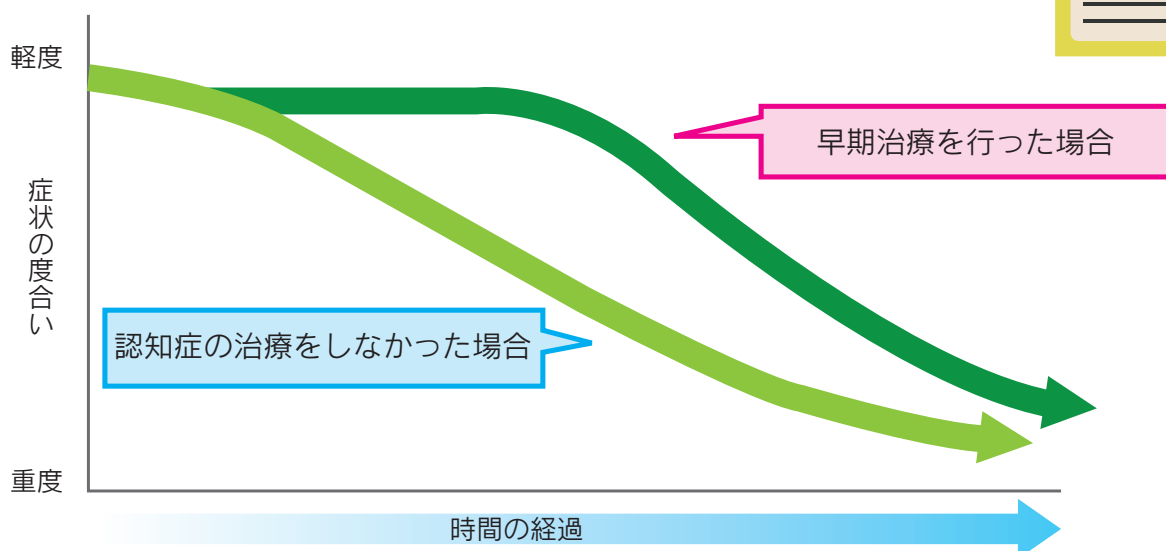 軽度
早期治療を行った場合
症状の度合い
認知症の治療をしなかった場合
重度
時間の経過